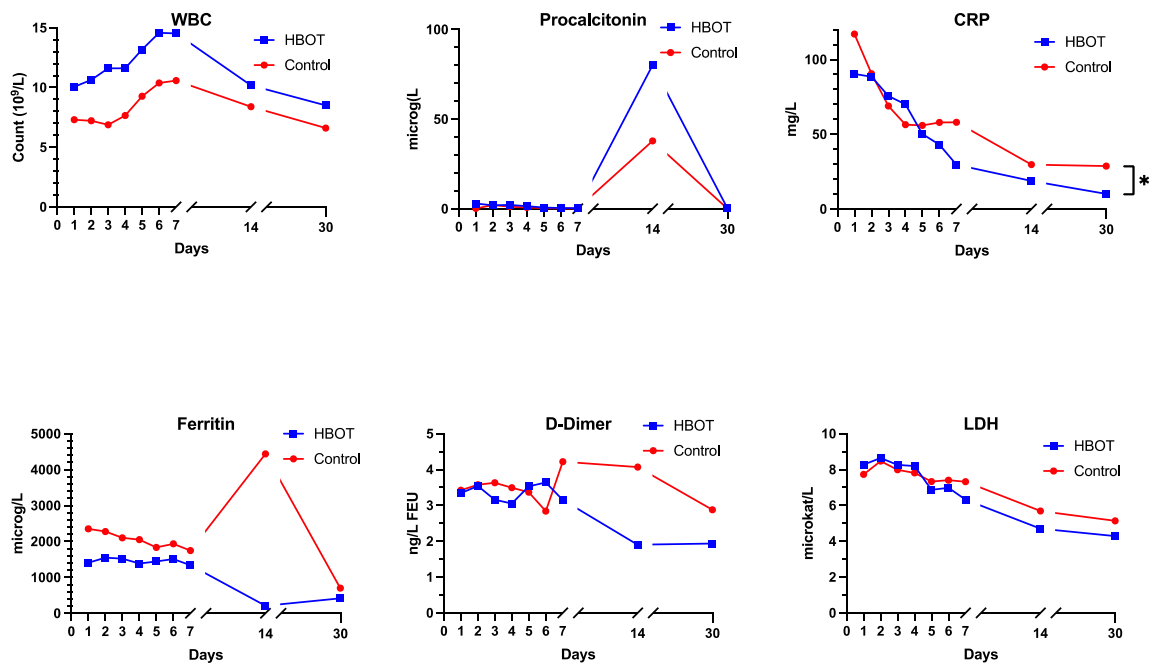 WBC
HBOT
Control
Count (10⁹/L)
15
10
5
0
0 1 2 3 4 5 6 7 14 30
Days
Procalcitonin
HBOT
Control
microg(L
100
50
0
0 1 2 3 4 5 6 7 14 30
Days
CRP
HBOT
Control
mg/L
100
50
0
*
0 1 2 3 4 5 6 7 14 30
Days
Ferritin
HBOT
Control
microg/L
5000
4000
3000
2000
1000
0
0 1 2 3 4 5 6 7 14 30
Days
D-Dimer
HBOT
Control
ng/L FEU
5
4
3
2
1
0
0 1 2 3 4 5 6 7 14 30
Days
LDH
HBOT
Control
microkat/L
10
8
6
4
2
0
0 1 2 3 4 5 6 7 14 30
Days